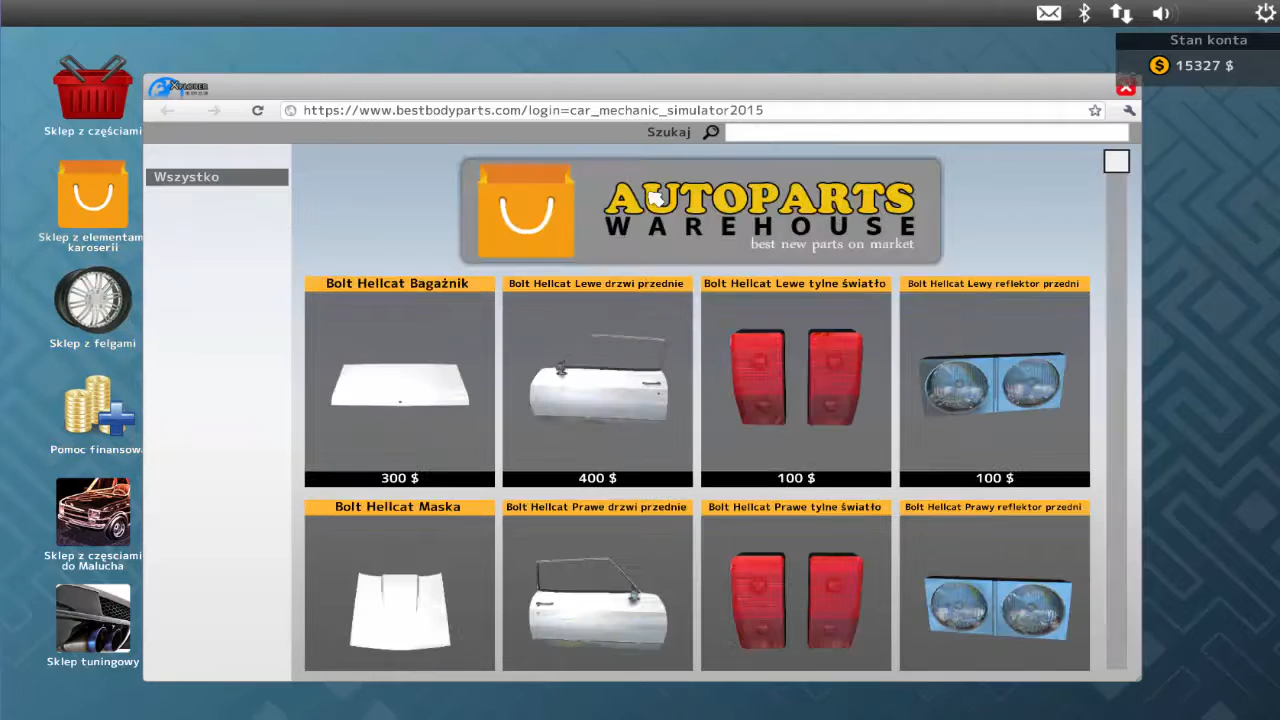 Stan konta
15327 $
Sklep z częściami
Sklep z elementam
karoserii
Sklep z felgami
Pomoc finansow
Sklep z częsciami
do Malucha
Sklep tuningowy
https://www.bestbodyparts.com/login=car_mechanic_simulator2015
Szukaj
Wszystko
AUTOPARTS
WAREHOUSE
best new parts on market
Bolt Hellcat Bagażnik
Bolt Hellcat Lewe drzwi przednie
Bolt Hellcat Lewe tylne światło
Bolt Hellcat Lewy reflektor przedni
300 $
400 $
100 $
100 $
Bolt Hellcat Maska
Bolt Hellcat Prawe drzwi przednie
Bolt Hellcat Prawe tylne światło
Bolt Hellcat Prawy reflektor przedni